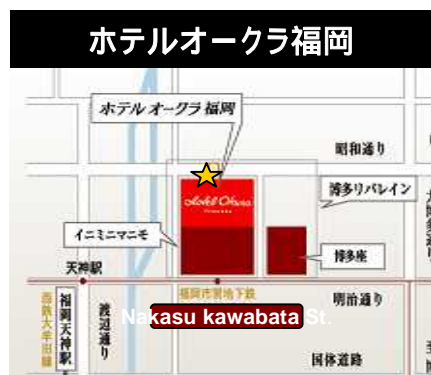 ホテルオークラ福岡
ホテル オークラ 福岡
昭和通り
博多リバレイン
Hotel Okura
イニミニマニモ
博多座
天神駅
福岡市営地下鉄
明治通り
西鉄大牟田線
福岡天神駅
渡辺通り
Nakasu kawabata St.
国体道路